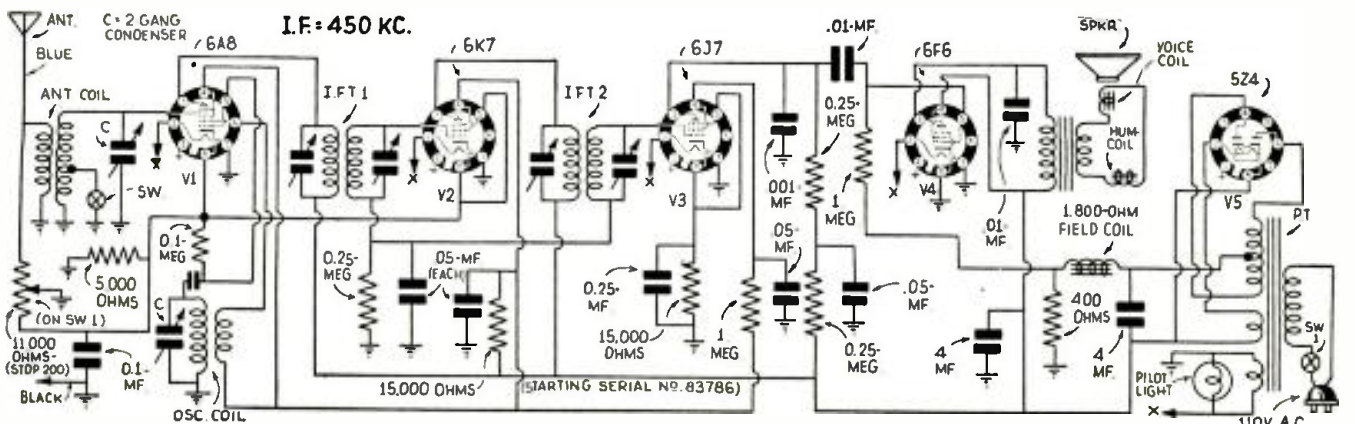 ANT.
C = 2 GANG
CONDENSER
I.F.= 450 KC.
BLUE
6A8
6K7
6J7
.01-MF
6F6
SPKR
VOICE
COIL
5Z4
ANT COIL
C
I.F.T 1
I F T 2
0.25-
MEG
HUM-
COIL
X
X
X
X
SW
V1
V2
V3
.001
MF
1
MEG
V4
.01
MF
V5
P.T
1.800-OHM
FIELD COIL
0.1-
MEG
5,000
OHMS
0.25-
MEG
.05-MF
(EACH)
0.25-
MF
.05-
MF
.05-
MF
400
OHMS
(ON SW 1)
C
11.000
OHMS-
(STOP 200)
15,000
OHMS
1
MEG
0.25-
MEG
4
MF
4
MF
SW
1
0.1-
MF
BLACK
OSC. COIL
15,000 OHMS
(STARTING SERIAL NO. 83786)
PILOT
LIGHT
X
110V. A.C.